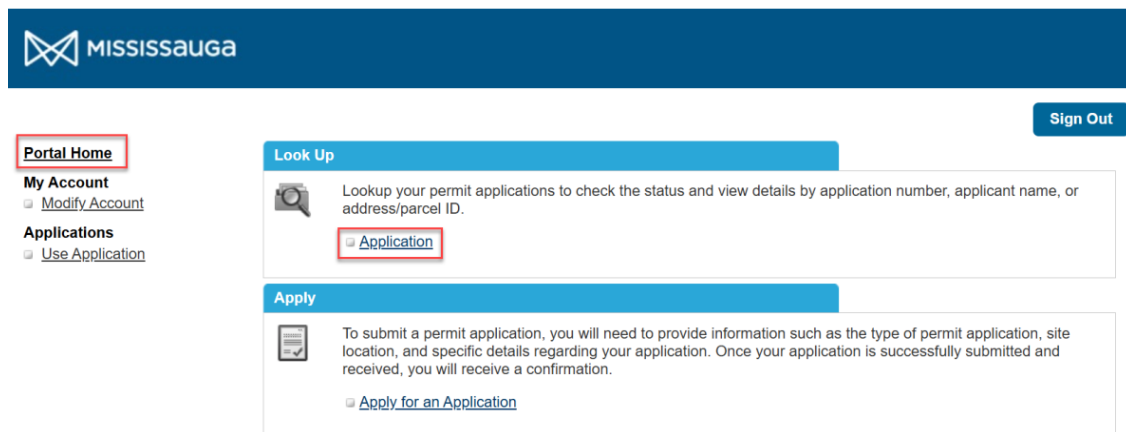 MISSISSauGa
Sign Out
Portal Home
My Account
Modify Account
Applications
Use Application
Look Up
Lookup your permit applications to check the status and view details by application number, applicant name, or
address/parcel ID.
Application
Apply
To submit a permit application, you will need to provide information such as the type of permit application, site
location, and specific details regarding your application. Once your application is successfully submitted and
received, you will receive a confirmation.
Apply for an Application